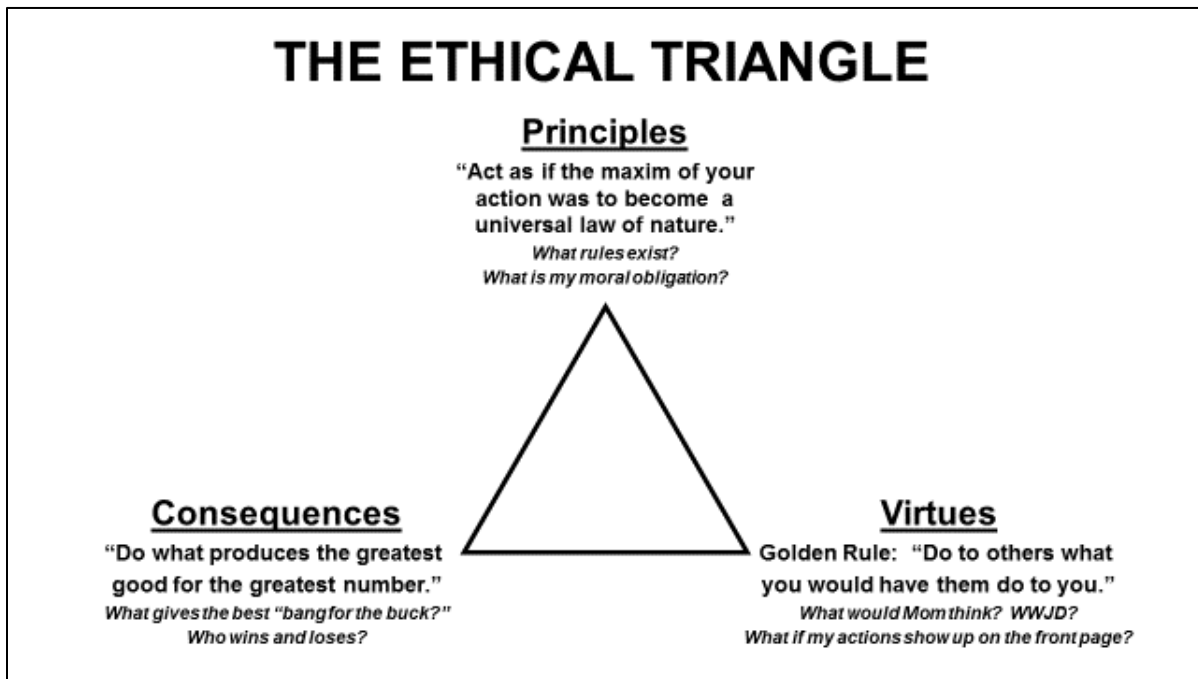 THE ETHICAL TRIANGLE
Principles
“Act as if the maxim of your
action was to become a
universal law of nature.”
What rules exist?
What is my moral obligation?
Consequences
“Do what produces the greatest
good for the greatest number.”
What gives the best “bang for the buck?”
Who wins and loses?
Virtues
Golden Rule: “Do to others what
you would have them do to you.”
What would Mom think? WWJD?
What if my actions show up on the front page?